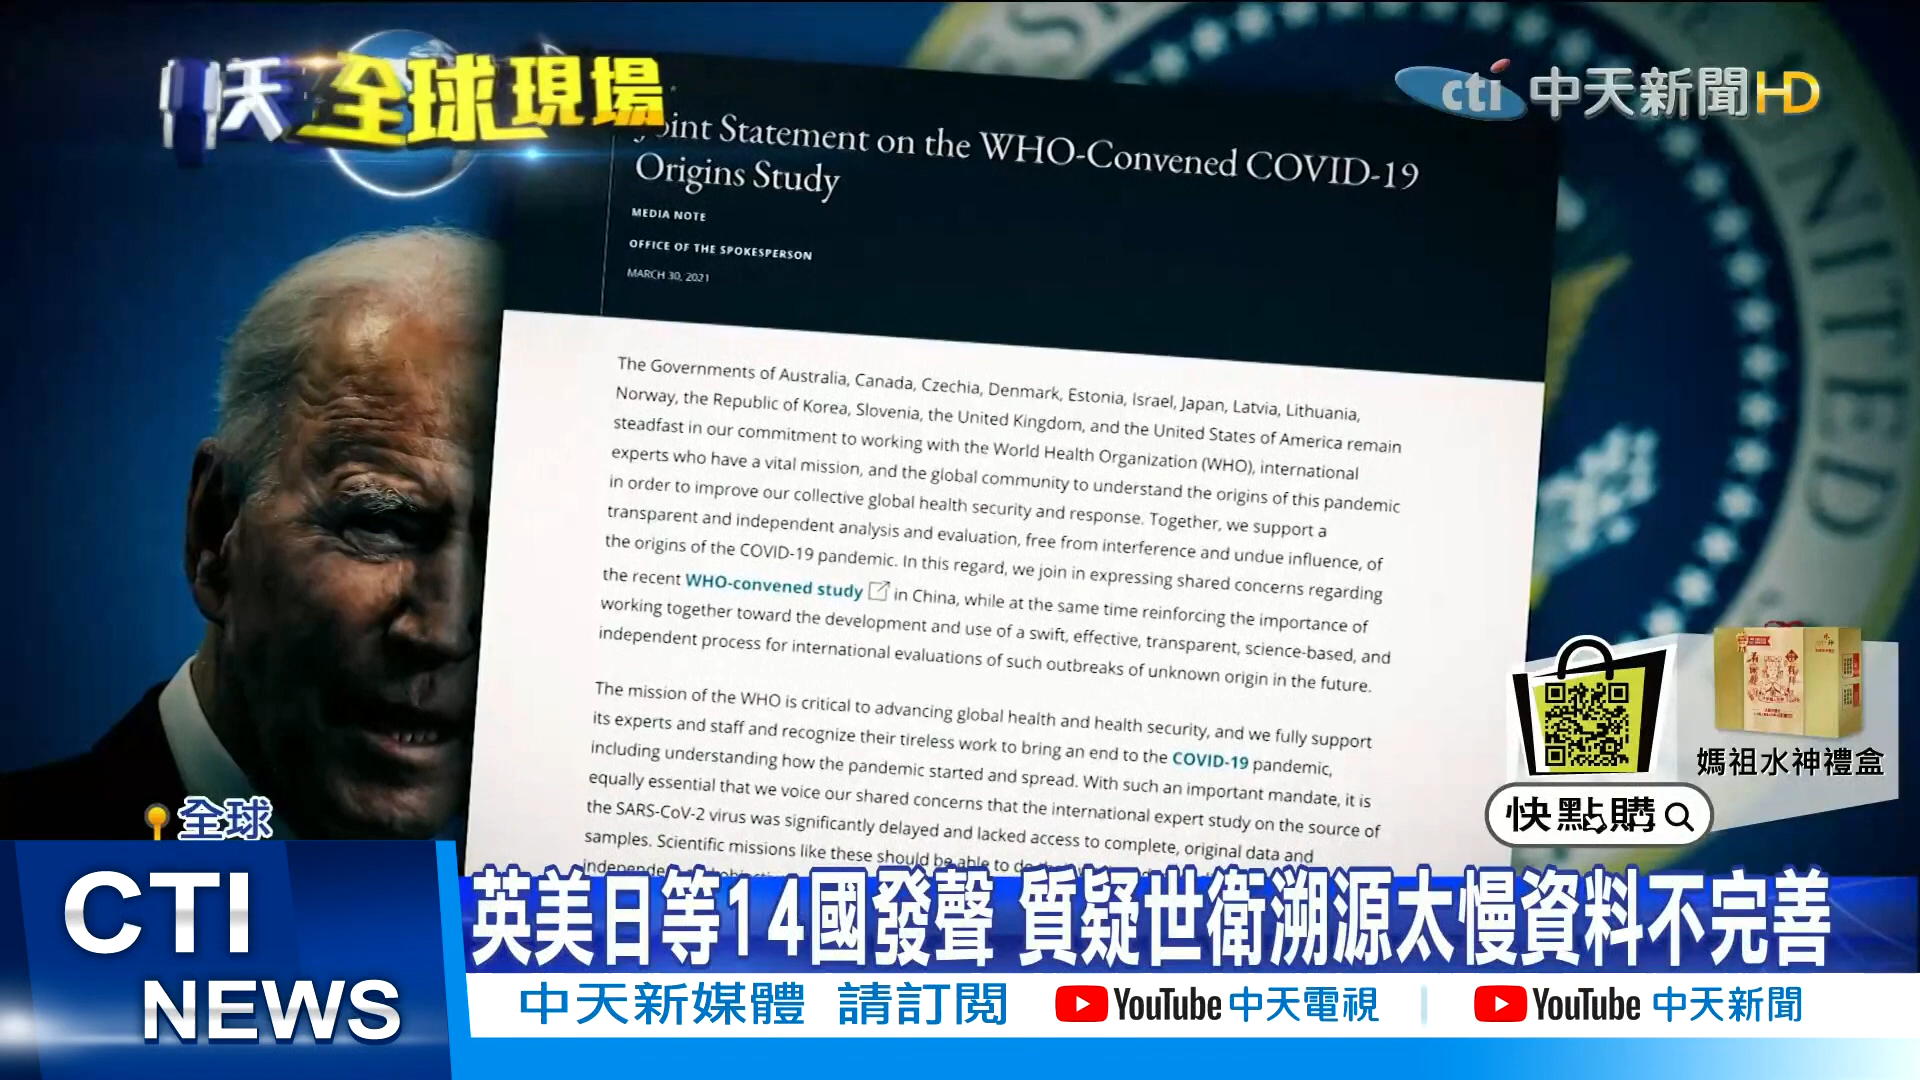 中天全球現場
cti 中天新聞HD
UNITED
Joint Statement on the WHO-Convened COVID-19
Origins Study
MEDIA NOTE
OFFICE OF THE SPOKESPERSON
MARCH 30, 2021
The Governments of Australia, Canada, Czechia, Denmark, Estonia, Israel, Japan, Latvia, Lithuania,
Norway, the Republic of Korea, Slovenia, the United Kingdom, and the United States of America remain
steadfast in our commitment to working with the World Health Organization (WHO), international
experts who have a vital mission, and the global community to understand the origins of this pandemic
in order to improve our collective global health security and response. Together, we support a
transparent and independent analysis and evaluation, free from interference and undue influence, of
the origins of the COVID-19 pandemic. In this regard, we join in expressing shared concerns regarding
the recent WHO-convened study in China, while at the same time reinforcing the importance of
working together toward the development and use of a swift, effective, transparent, science-based, and
independent process for international evaluations of such outbreaks of unknown origin in the future.
The mission of the WHO is critical to advancing global health and health security, and we fully support
its experts and staff and recognize their tireless work to bring an end to the COVID-19 pandemic,
including understanding how the pandemic started and spread. With such an important mandate, it is
equally essential that we voice our shared concerns that the international expert study on the source of
the SARS-CoV-2 virus was significantly delayed and lacked access to complete, original data and
samples. Scientific missions like these should be able to do
媽祖水神禮盒
快點購
全球
CTI
NEWS
英美日等14國發聲 質疑世衛溯源太慢資料不完善
中天新媒體 請訂閱 YouTube 中天電視 | YouTube 中天新聞